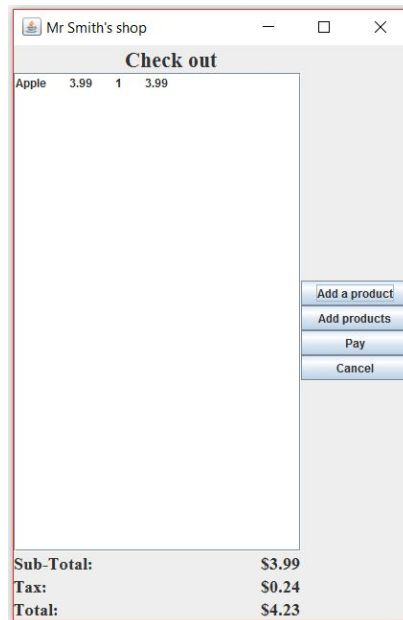 Mr Smith's shop
Check out
Apple 3.99 1 3.99
Add a product
Add products
Pay
Cancel
Sub-Total: $3.99
Tax: $0.24
Total: $4.23